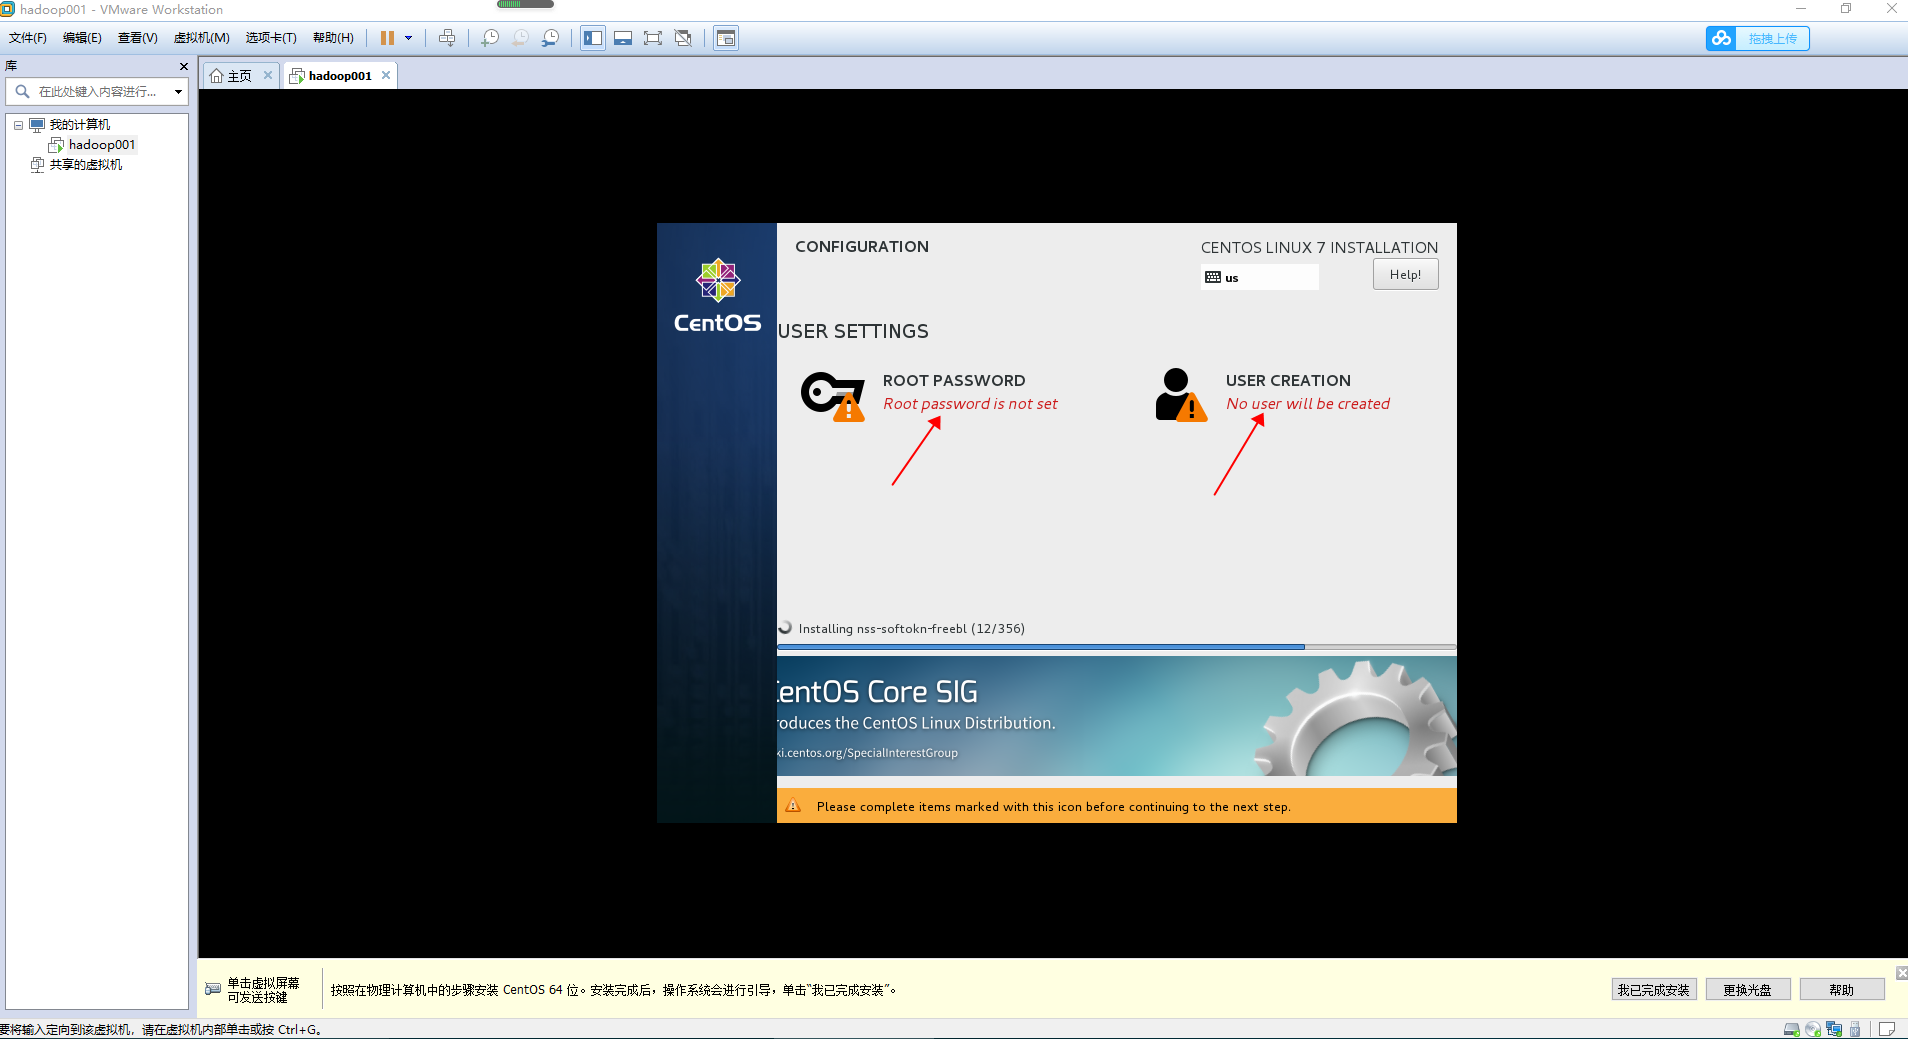 hadoop001 - VMware Workstation
文件(F) 编辑(E) 查看(V) 虚拟机(M) 选项卡(T) 帮助(H)
拖拽上传
库
主页
hadoop001
在此处键入内容进行...
我的计算机
hadoop001
共享的虚拟机
CentOS
CONFIGURATION
CENTOS LINUX 7 INSTALLATION
us
Help!
USER SETTINGS
ROOT PASSWORD
Root password is not set
USER CREATION
No user will be created
Installing nss-softokn-freebl (12/356)
entOS Core SIG
roduces the CentOS Linux Distribution.
ki.centos.org/SpecialInterestGroup
Please complete items marked with this icon before continuing to the next step.
单击虚拟屏幕
可发送按键
按照在物理计算机中的步骤安装 CentOS 64 位。安装完成后，操作系统会进行引导，单击“我已完成安装”。
我已完成安装
更换光盘
帮助
要将输入定向到该虚拟机，请在虚拟机内部单击或按 Ctrl+G。